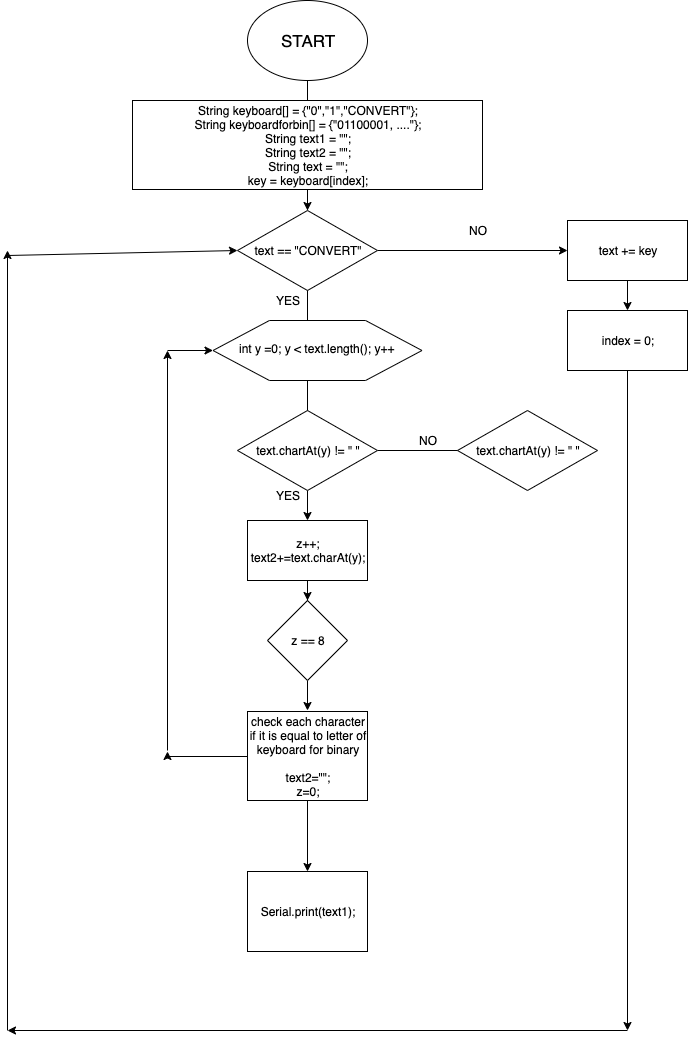 START
String keyboard[] = {"0","1","CONVERT"};
String keyboardforbin[] = {"01100001, ...."};
String text1 = "";
String text2 = "";
String text = "";
key = keyboard[index];
text == "CONVERT"
NO
text += key
YES
index = 0;
int y =0; y < text.length(); y++
text.chartAt(y) != " "
NO
text.chartAt(y) != " "
YES
z++;
text2+=text.charAt(y);
z == 8
check each character
if it is equal to letter of
keyboard for binary
text2="";
z=0;
Serial.print(text1);